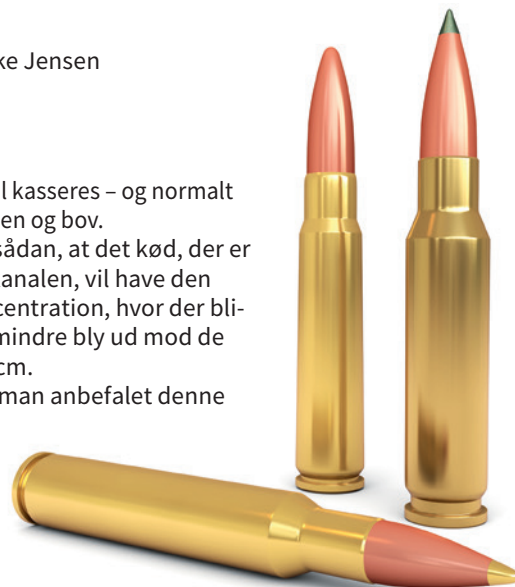 ke Jensen
l kasseres – og normalt
en og bov.
sådan, at det kød, der er
kanalen, vil have den
centration, hvor der bli-
mindre bly ud mod de
cm.
man anbefalet denne